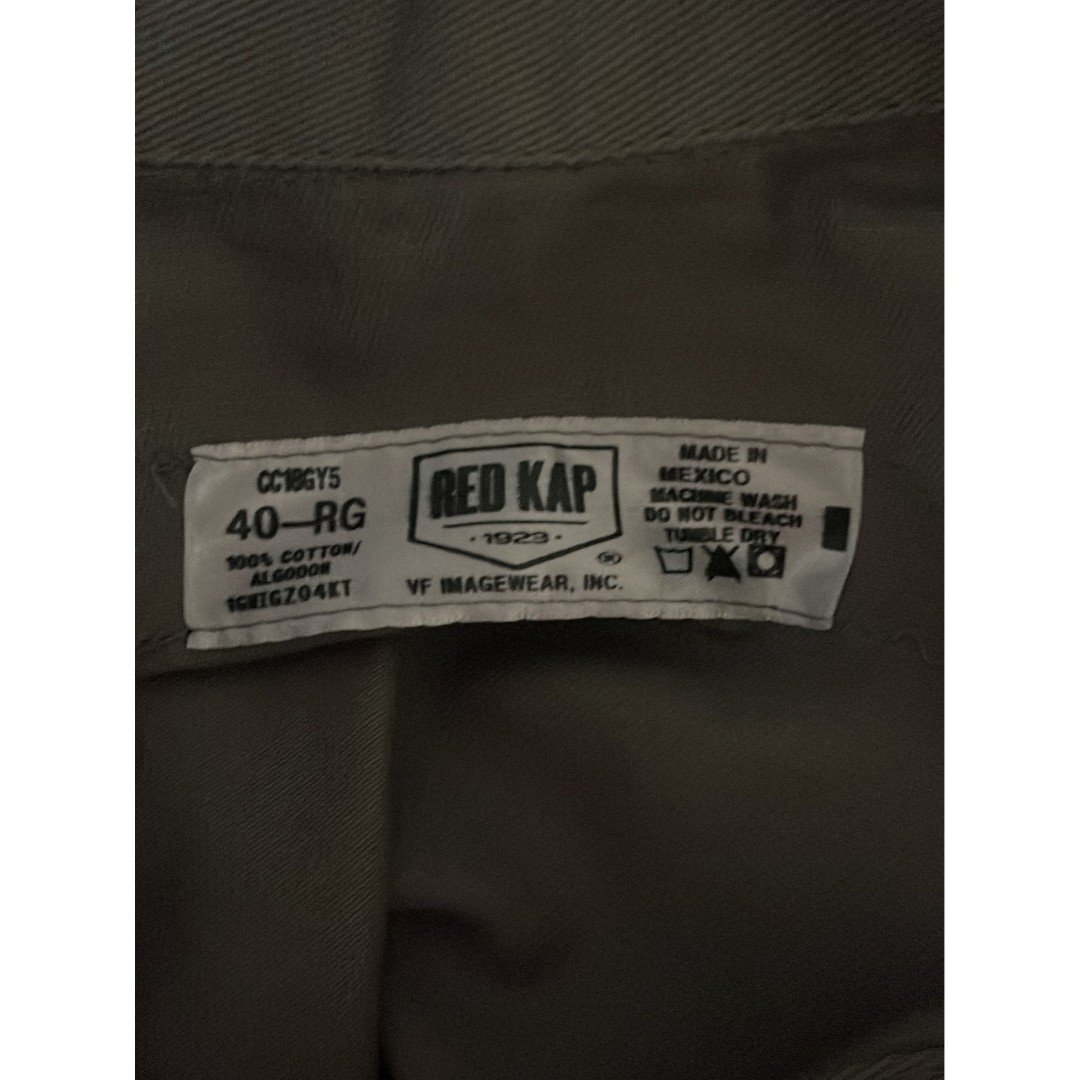 CC18GY5
40-RG
100% COTTON/
ALGODON
RED KAP
·1923·
®
VF IMAGEWEAR, INC.
MADE IN
MEXICO
MACHINE WASH
DO NOT BLEACH
TUMBLE DRY